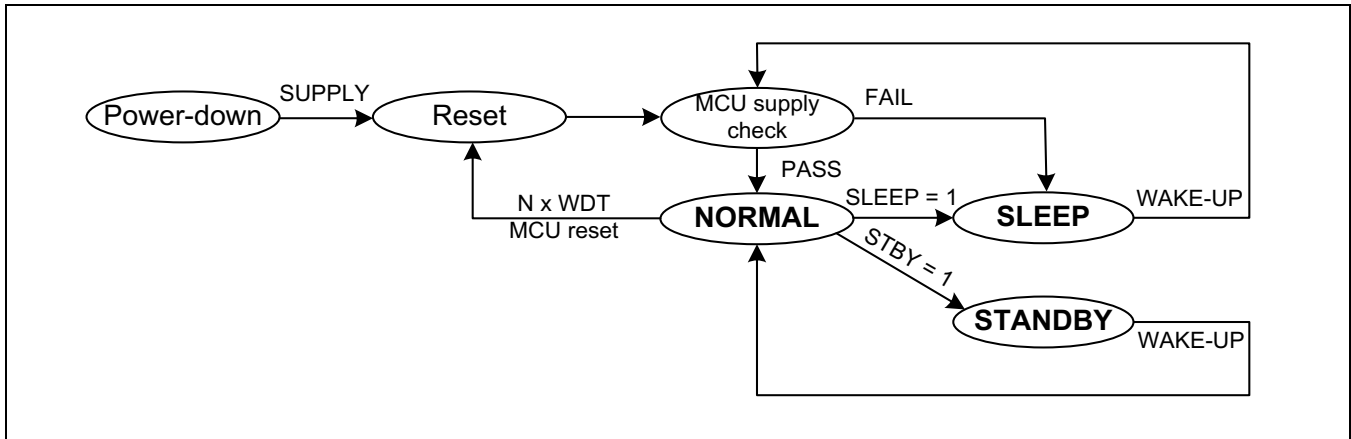 Power-down
SUPPLY
Reset
MCU supply
check
FAIL
PASS
N x WDT
MCU reset
NORMAL
SLEEP = 1
SLEEP
WAKE-UP
STBY = 1
STANDBY
WAKE-UP